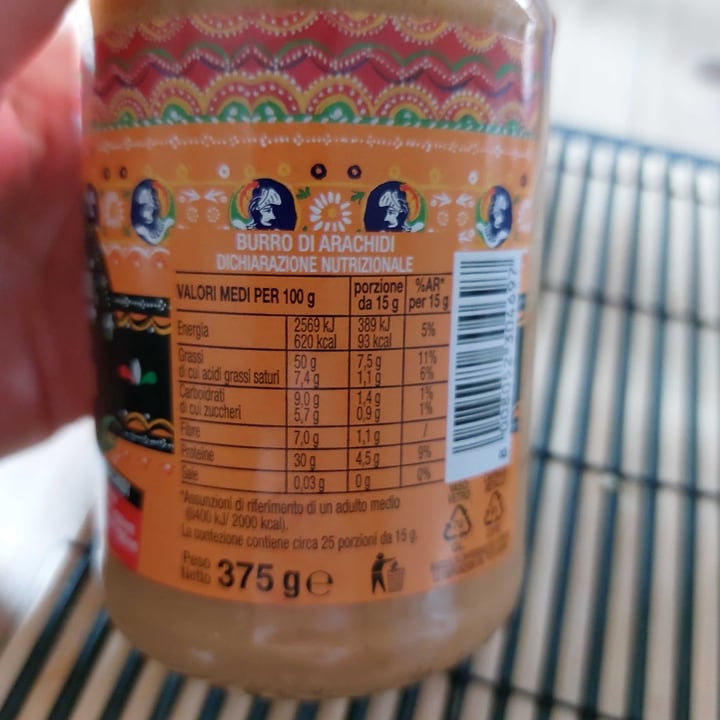 BURRO DI ARACHIDI
DICHIARAZIONE NUTRIZIONALE
VALORI MEDI PER 100 g porzione da 15 g %AR* per 15 g
Energia 2569 kJ 389 kJ 5%
620 kcal 93 kcal
Grassi 50 g 7,5 g 11%
di cui acidi grassi saturi 7,4 g 1,1 g 6%
Carboidrati 9,0 g 1,4 g 1%
di cui zuccheri 5,7 g 0,9 g 1%
Fibre 7,0 g 1,1 g /
Proteine 30 g 4,5 g 9%
Sale 0,03 g 0 g 0%
*Assunzioni di riferimento di un adulto medio
(8400 kJ/ 2000 kcal).
La confezione contiene circa 25 porzioni da 15 g.
Peso
Netto 375 g e